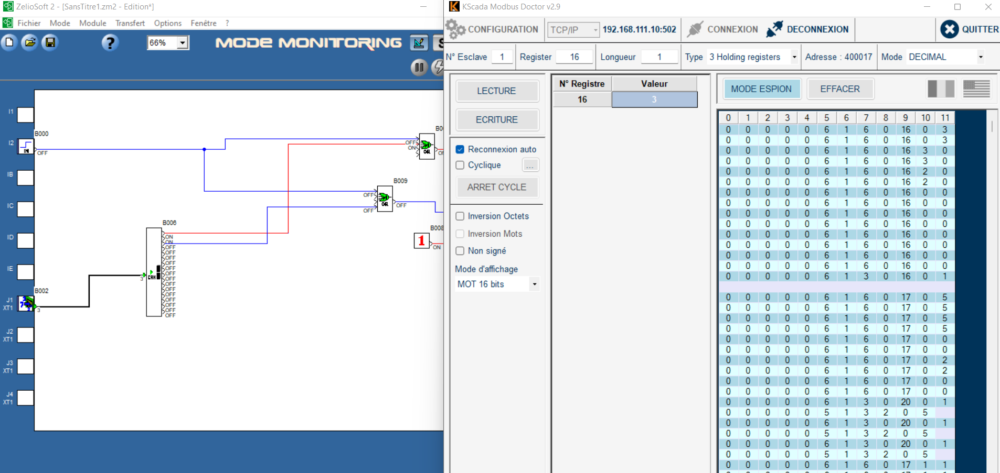 ZelioSoft 2 - [SansTitre1.zm2 - Edition*]
Fichier Mode Module Transfert Options Fenêtre ?
66%
MODE MONITORING
I1
I2
IB
IC
ID
IE
J1
XT1
J2
XT1
J3
XT1
J4
XT1
B000
IN
OFF
OFF
ON
OR
B009
OFF
OFF
OR
OFF
B008
1
ON
B006
ON
ON
OFF
OFF
OFF
OFF
OFF
OFF
OFF
OFF
OFF
OFF
OFF
OFF
OFF
OFF
3
B002
3
KScada Modbus Doctor v2.9
CONFIGURATION TCP/IP 192.168.111.10:502 CONNEXION DECONNEXION QUITTER
N° Esclave 1 Register 16 Longueur 1 Type 3 Holding registers Adresse : 400017 Mode DECIMAL
LECTURE
ECRITURE
Reconnexion auto
Cyclique ...
ARRET CYCLE
Inversion Octets
Inversion Mots
Non signé
Mode d'affichage
MOT 16 bits
N° Registre Valeur
16 3
MODE ESPION EFFACER
0 1 2 3 4 5 6 7 8 9 10 11
0 0 0 0 0 6 1 6 0 16 0 3
0 0 0 0 0 6 1 6 0 16 0 3
0 0 0 0 0 6 1 6 0 16 3 0
0 0 0 0 0 6 1 6 0 16 3 0
0 0 0 0 0 6 1 6 0 16 2 0
0 0 0 0 0 6 1 6 0 16 2 0
0 0 0 0 0 6 1 6 0 16 0 0
0 0 0 0 0 6 1 6 0 16 0 0
0 0 0 0 0 6 1 6 0 16 0 0
0 0 0 0 0 6 1 6 0 16 0 0
0 0 0 0 0 6 1 6 0 16 0 0
0 0 0 0 0 6 1 6 0 16 0 0
0 0 0 0 0 6 1 6 0 16 0 0
0 0 0 0 0 6 1 6 0 16 0 0
0 0 0 0 0 6 1 3 0 16 0 1
0 0 0 0 0 6 1 6 0 17 0 5
0 0 0 0 0 6 1 6 0 17 0 5
0 0 0 0 0 6 1 6 0 17 0 5
0 0 0 0 0 6 1 6 0 17 0 5
0 0 0 0 0 6 1 6 0 17 0 0
0 0 0 0 0 6 1 6 0 17 0 0
0 0 0 0 0 6 1 6 0 17 0 2
0 0 0 0 0 6 1 6 0 17 0 2
0 0 0 0 0 6 1 6 0 17 0 0
0 0 0 0 0 6 1 6 0 17 0 0
0 0 0 0 0 6 1 3 0 20 0 1
0 0 0 0 0 5 1 3 2 0 5
0 0 0 0 0 6 1 3 0 20 0 1
0 0 0 0 0 5 1 3 2 0 5
0 0 0 0 0 6 1 3 0 20 0 1
0 0 0 0 0 5 1 3 2 0 5
0 0 0 0 0 6 1 6 0 17 1 1